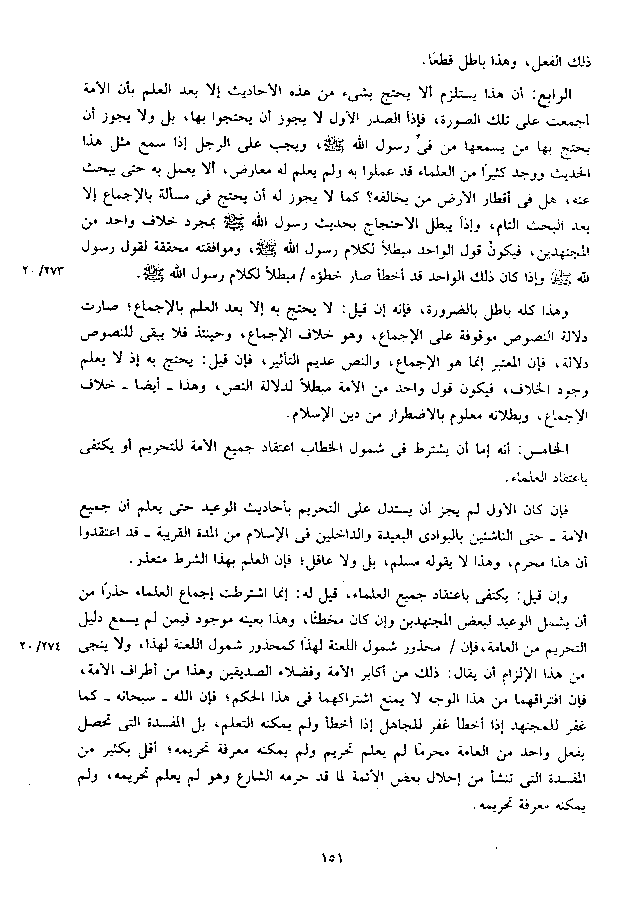 ذلك الفعل، وهذا باطل قطعًا.
الرابع: أن هذا يستلزم ألا يحتج بشىء من هذه الأحاديث إلا بعد العلم بأن الأمة
أجمعت على تلك الصورة، فإذًا الصدر الأول لا يجوز أن يحتجوا بها، بل ولا يجوز أن
يحتج بها من يسمعها من فىِّ رسول الله ﷺ، ويجب على الرجل إذا سمع مثل هذا
الحديث ووجد كثيرًا من العلماء قد عملوا به ولم يعلم له معارض، ألا يعمل به حتى يبحث
عنه، هل فى أقطار الأرض من يخالفه؟ كما لا يجوز له أن يحتج فى مسألة بالإجماع إلا
بعد البحث التام، وإذًا يبطل الاحتجاج بحديث رسول الله ﷺ بمجرد خلاف واحد من
المجتهدين، فيكونُ قول الواحد مبطلاً لكلام رسول الله ﷺ، وموافقته محققة لقول رسول
لله ﷺ وإذا كان ذلك الواحد قد أخطأ صار خطؤه / مبطلاً لكلام رسول الله ﷺ.
٢٠/٢٧٣
وهذا كله باطل بالضرورة، فإنه إن قيل: لا يحتج به إلا بعد العلم بالإجماع؛ صارت
دلالة النصوص موقوفة على الإجماع، وهو خلاف الإجماع، وحينئذ فلا يبقى للنصوص
دلالة، فإن المعتبر إنما هو الإجماع، والنص عديم التأثير، فإن قيل: يحتج به إذ لا يعلم
وجود الخلاف، فيكون قول واحد من الأمة مبطلاً لدلالة النص، وهذا ـ أيضا ـ خلاف
الإجماع، وبطلانه معلوم بالاضطرار من دين الإسلام.
الخامس: أنه إما أن يشترط فى شمول الخطاب اعتقاد جميع الأمة للتحريم أو يكتفى
باعتقاد العلماء.
فإن كان الأول لم يجز أن يستدل على التحريم بأحاديث الوعيد حتى يعلم أن جميع
الأمة ـ حتى الناشئين بالبوادى البعيدة والداخلين فى الإسلام من المدة القريبة ـ قد اعتقدوا
أن هذا محرم، وهذا لا يقوله مسلم، بل ولا عاقل؛ فإن العلم بهذا الشرط متعذر.
وإن قيل: يكتفى باعتقاد جميع العلماء، قيل له: إنما اشترطت إجماع العلماء حذرًا من
أن يشمل الوعيد لبعض المجتهدين وإن كان مخطئًا، وهذا بعينه موجود فيمن لم يسمع دليل
التحريم من العامة، فإن / محذور شمول اللعنة لهذا كمحذور شمول اللعنة لهذا، ولا ينجى
٢٠/٢٧٤
من هذا الإلزام أن يقال: ذلك من أكابر الأمة وفضلاء الصديقين وهذا من أطراف الأمة،
فإن افتراقهما من هذا الوجه لا يمنع اشتراكهما فى هذا الحكم؛ فإن الله ـ سبحانه ـ كما
غفر للمجتهد إذا أخطأ غفر للجاهل إذا أخطأ ولم يمكنه التعلم، بل المفسدة التى تحصل
بفعل واحد من العامة محرمًا لم يعلم تحريم ولم يمكنه معرفة تحريمه؛ أقل بكثير من
المفسدة التى تنشأ من إحلال بعض الأئمة لما قد حرمه الشارع وهو لم يعلم تحريمه، ولم
يمكنه معرفة تحريمه.
١٥١